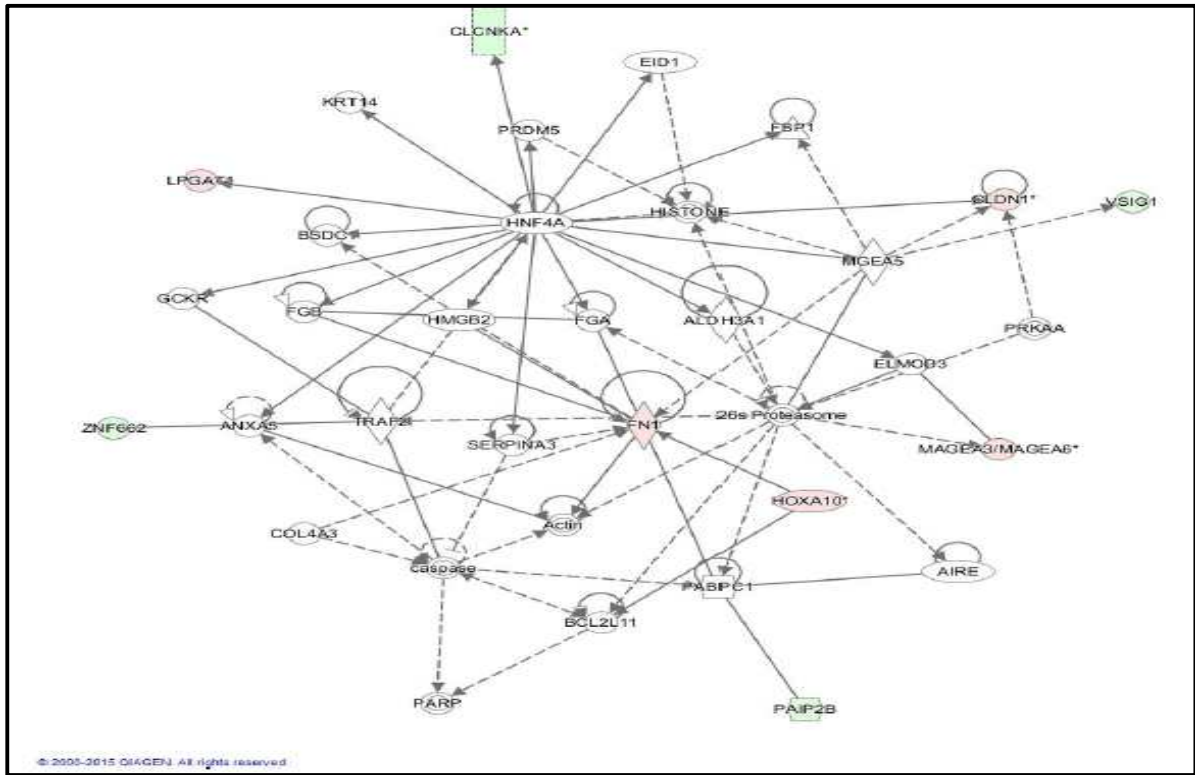 CLCNKA*
EID1
KRT14
PRDM5
FBP1
LPGAT1
HISTONE
CLDN1*
VSIG1
HNF4A
BSDC1
MGEA5
GCKR
FGB
HMGB2
FGA
ALDH3A1
PRKAA
ELMOD3
26s Proteasome
ZNF662
ANXA5
TRAF2
SERPINA3
FN1*
MAGEA3/MAGEA6*
HOXA10*
COL4A3
Actin
caspase
AIRE
PABPC1
BCL2L11
PARP
PAIP2B
© 2000-2015 QIAGEN. All rights reserved